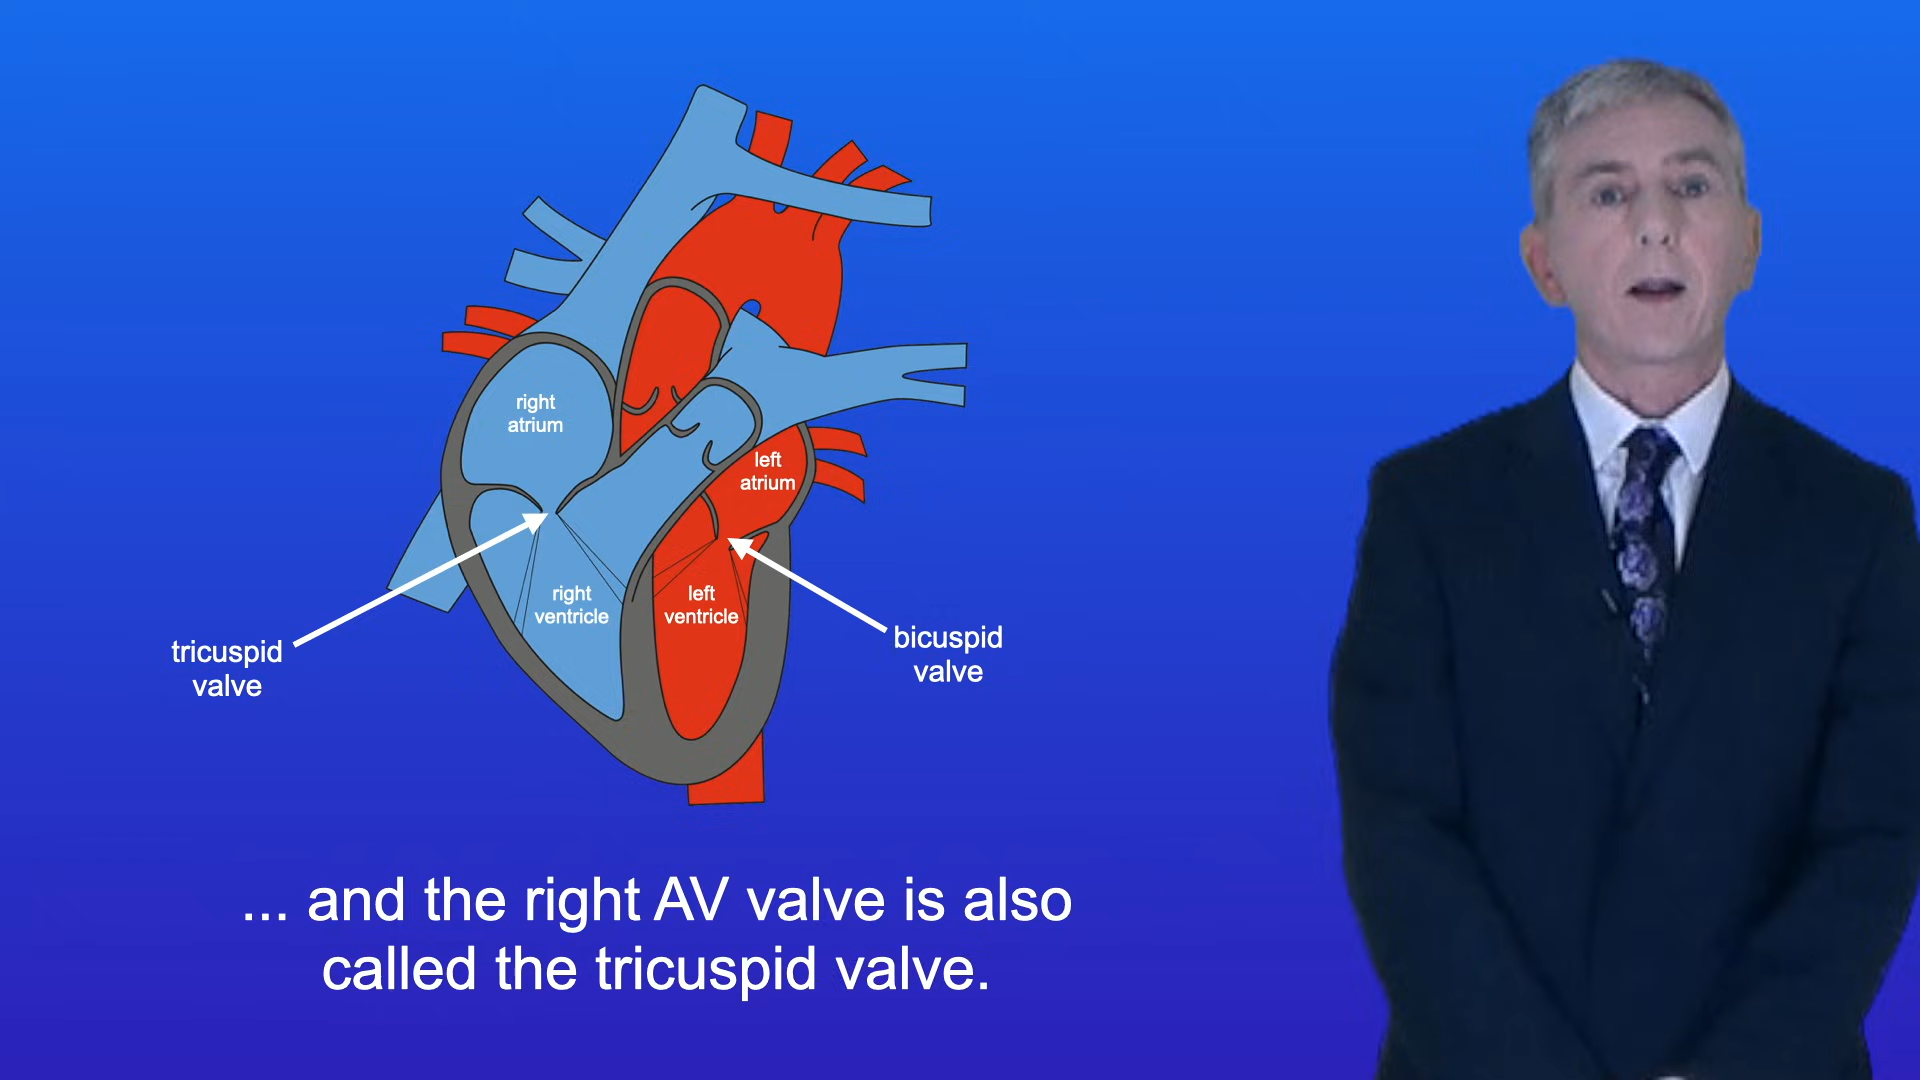 right
atrium
left
atrium
right
ventricle
left
ventricle
tricuspid
valve
bicuspid
valve
... and the right AV valve is also
called the tricuspid valve.